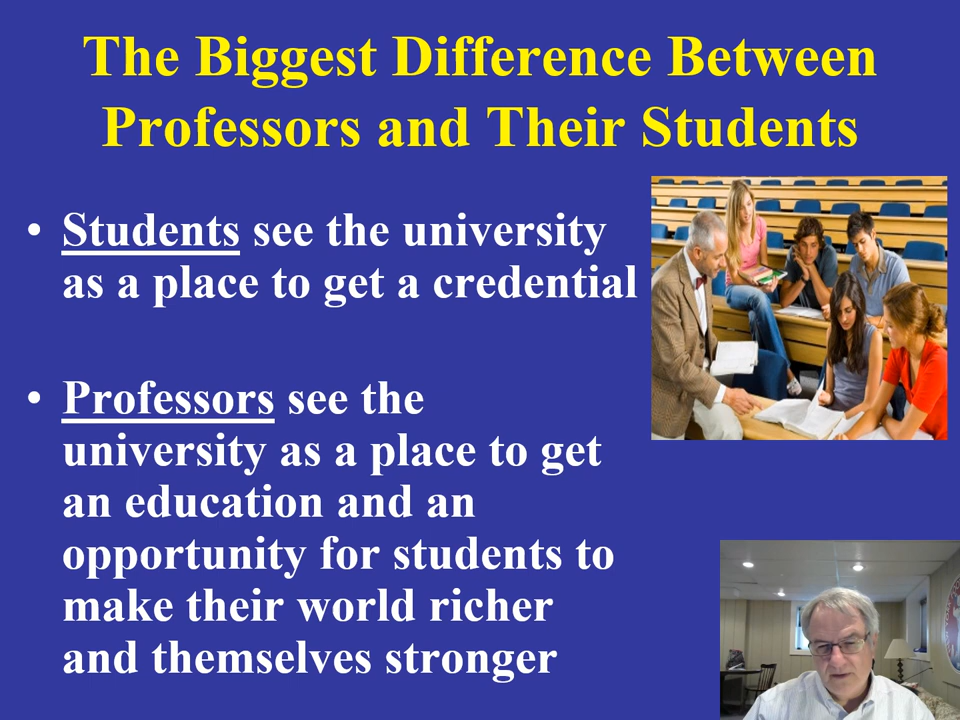 The Biggest Difference Between
Professors and Their Students
• Students see the university
as a place to get a credential
• Professors see the
university as a place to get
an education and an
opportunity for students to
make their world richer
and themselves stronger